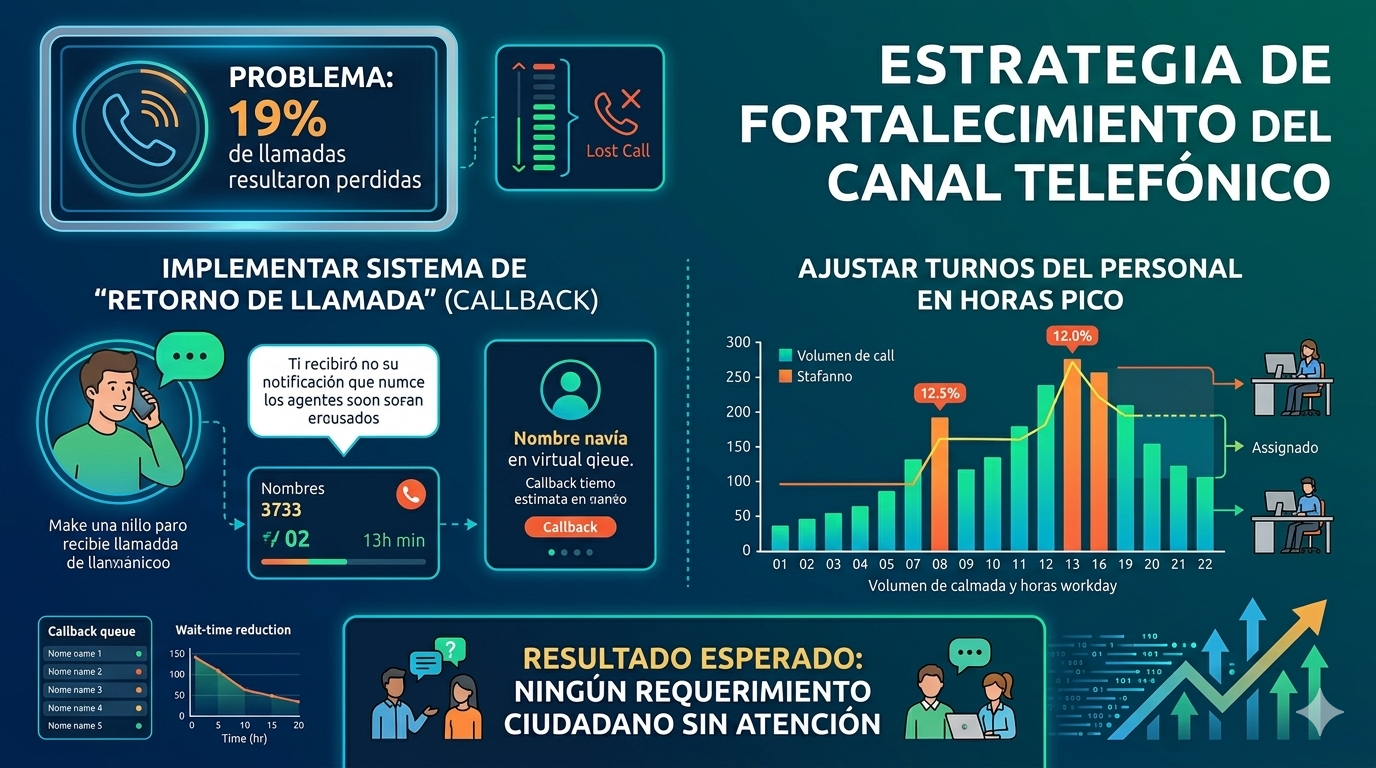 PROBLEMA:
19%
de llamadas
resultaron perdidas
Lost Call
ESTRATEGIA DE
FORTALECIMIENTO DEL
CANAL TELEFÓNICO
IMPLEMENTAR SISTEMA DE
“RETORNO DE LLAMADA” (CALLBACK)
Make una nillo paro
recibie llamadda
de
Ti recibiró no su
notificación que numce
los agentes soon sofan
ercusados
Nombres
3733
02
13h min
Nombre navía
en virtual qieue.
Callback tiemo
estimata en
Callback
AJUSTAR TURNOS DEL PERSONAL
EN HORAS PICO
300
250
200
150
100
50
0
Volumen de call
Stafanno
12.5%
12.0%
01 02 03 04 05 07 08 09 10 11 12 13 16 19 20 21 22
Volumen de calmada y horas workday
Assignado
Callback queue
Nome oame 1
Nome name 2
Nome name 3
Nome name 4
Nome name 5
Wait-time reduction
150
100
50
0
0 5 10 15 20
Time (hr)
RESULTADO ESPERADO:
NINGÚN REQUERIMIENTO
CIUDADANO SIN ATENCIÓN
?